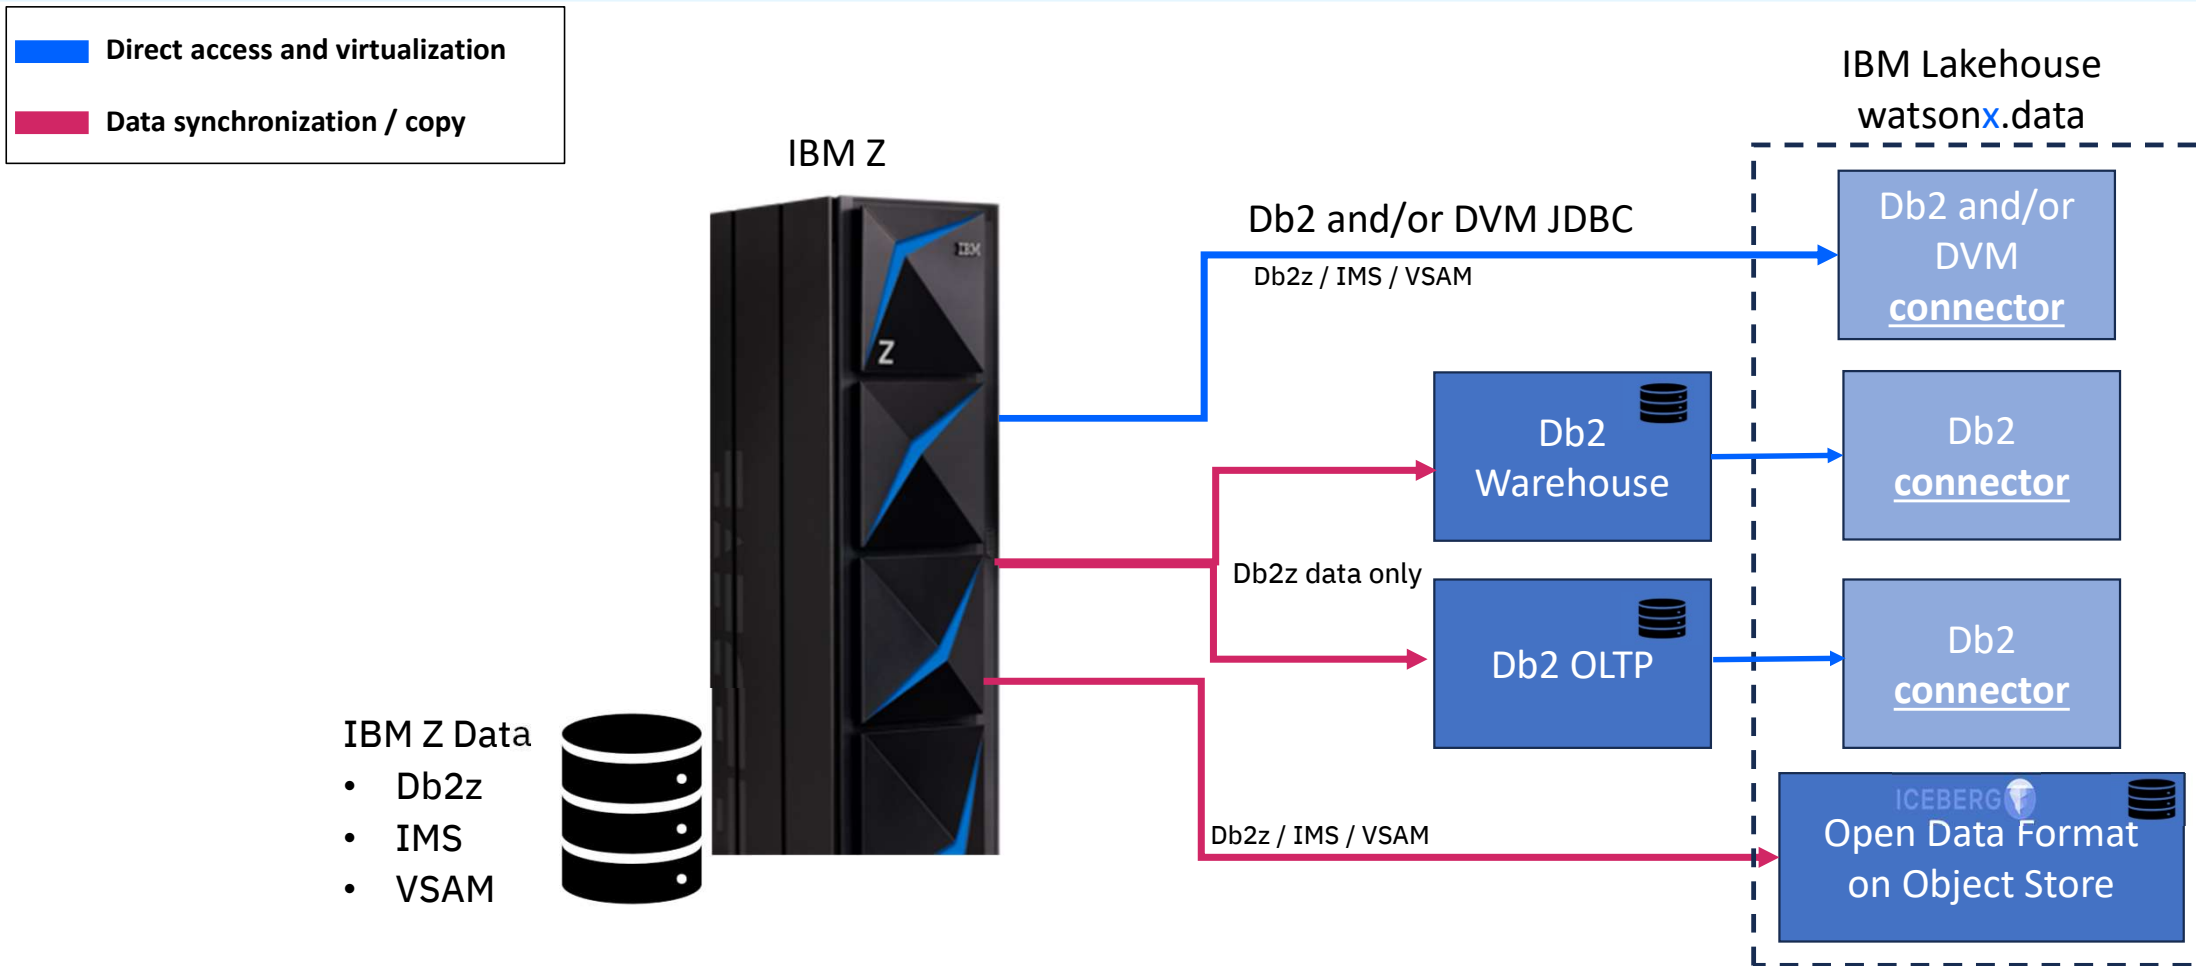 Direct access and virtualization
Data synchronization / copy
IBM Z
IBM Lakehouse
watsonx.data
Db2 and/or DVM JDBC
Db2z / IMS / VSAM
Db2 and/or
DVM
connector
IBM
Z
Db2
Warehouse
Db2
connector
Db2z data only
Db2 OLTP
Db2
connector
IBM Z Data
• Db2z
• IMS
• VSAM
Db2z / IMS / VSAM
ICEBERG
Open Data Format
on Object Store